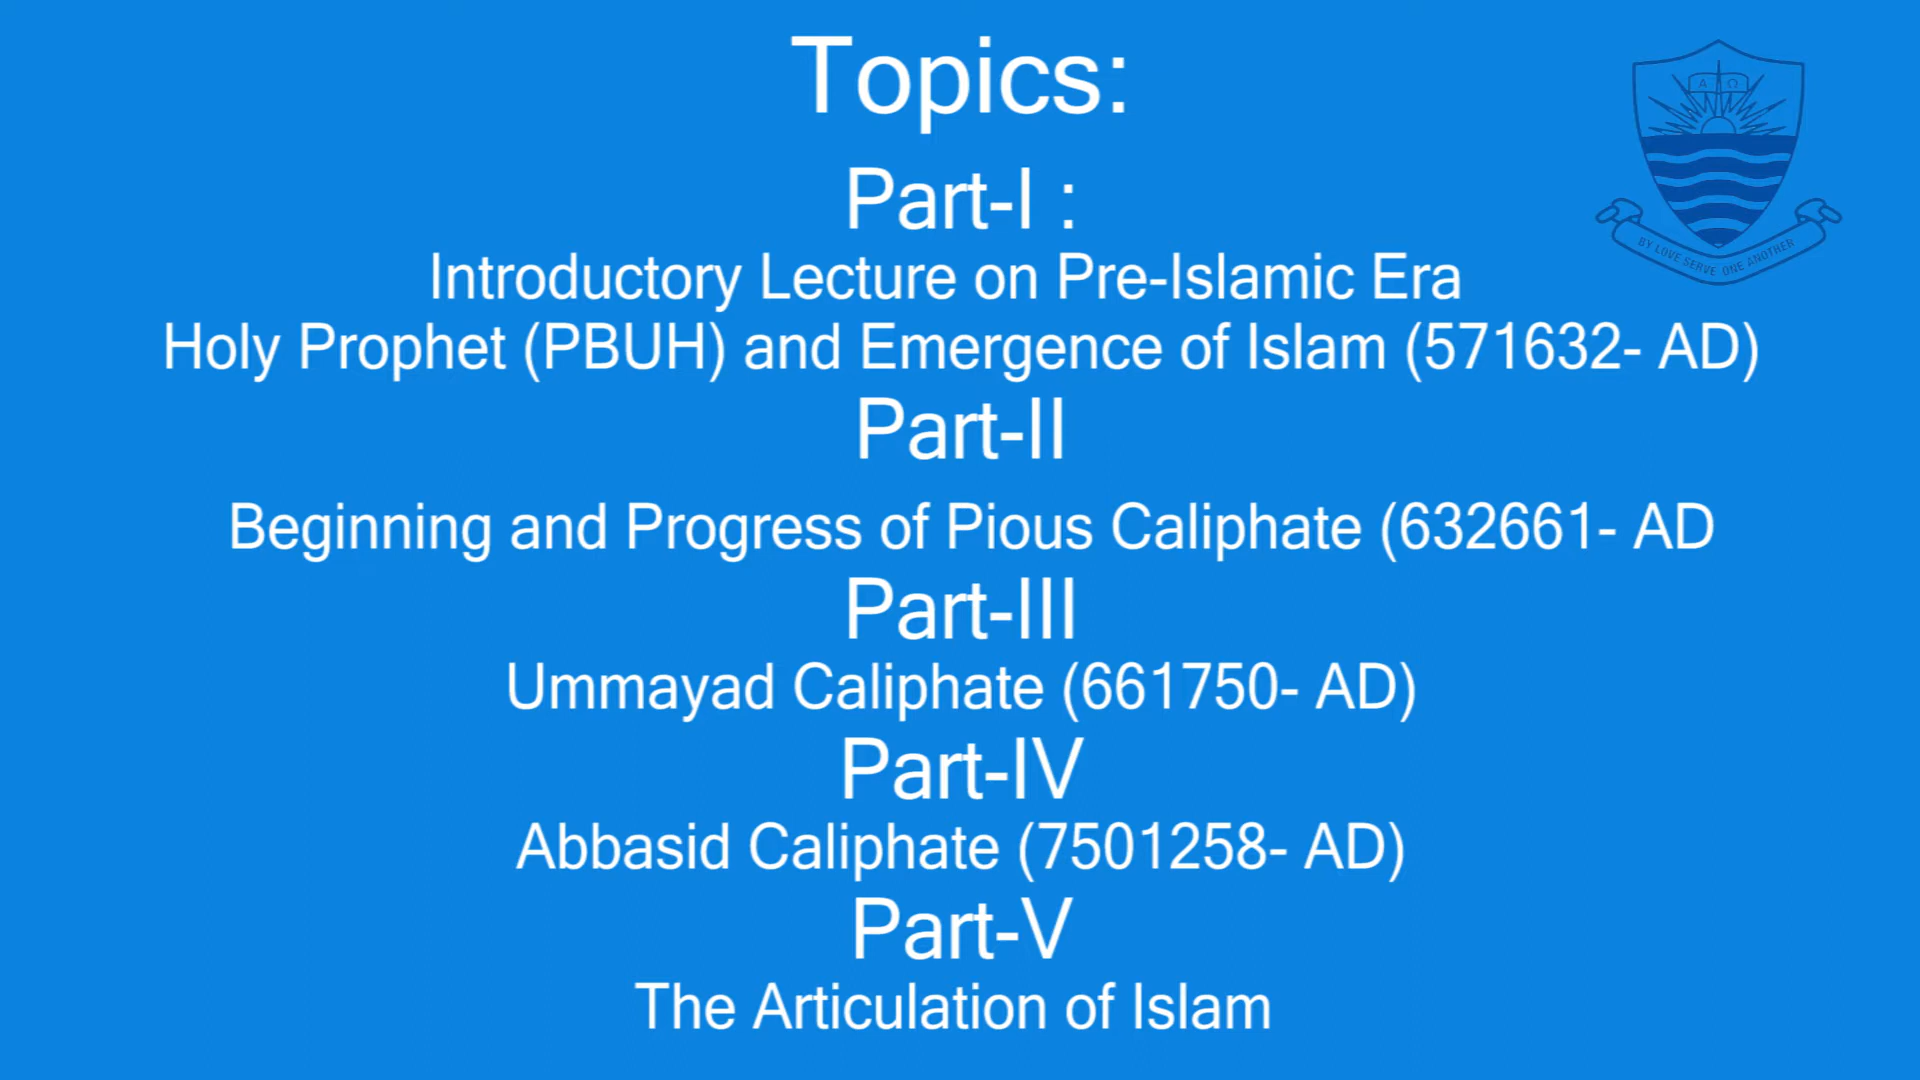 Topics:
Α Ω
Part-I :
BY LOVE SERVE ONE ANOTHER
Introductory Lecture on Pre-Islamic Era
Holy Prophet (PBUH) and Emergence of Islam (571632- AD)
Part-II
Beginning and Progress of Pious Caliphate (632661- AD
Part-III
Ummayad Caliphate (661750- AD)
Part-IV
Abbasid Caliphate (7501258- AD)
Part-V
The Articulation of Islam